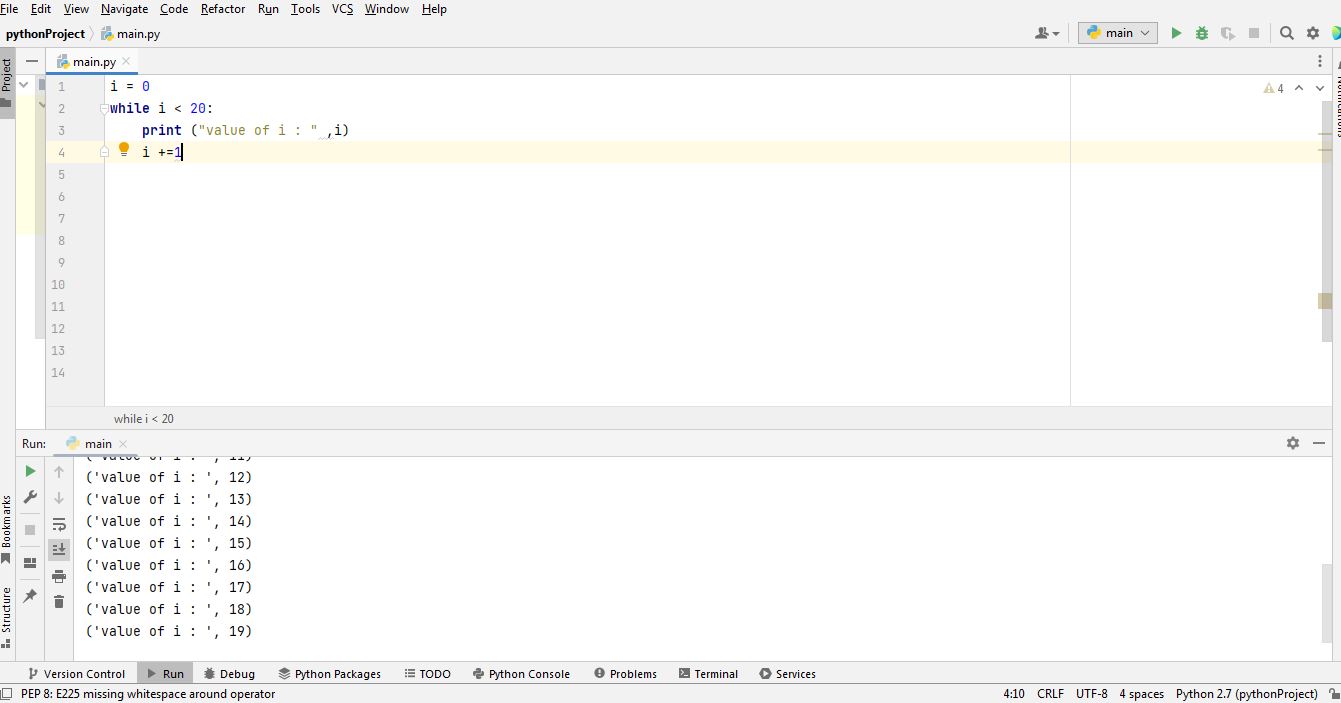 File Edit View Navigate Code Refactor Run Tools VCS Window Help
pythonProject main.py main
Project
main.py
4
1 i = 0
2 while i < 20:
3 print ("value of i : " ,i)
4 i +=1
5
6
7
8
9
10
11
12
13
14
while i < 20
Run: main
('value of i : ', 11)
('value of i : ', 12)
('value of i : ', 13)
('value of i : ', 14)
('value of i : ', 15)
('value of i : ', 16)
('value of i : ', 17)
('value of i : ', 18)
('value of i : ', 19)
Bookmarks
Structure
Version Control Run Debug Python Packages TODO Python Console Problems Terminal Services
PEP 8: E225 missing whitespace around operator 4:10 CRLF UTF-8 4 spaces Python 2.7 (pythonProject)